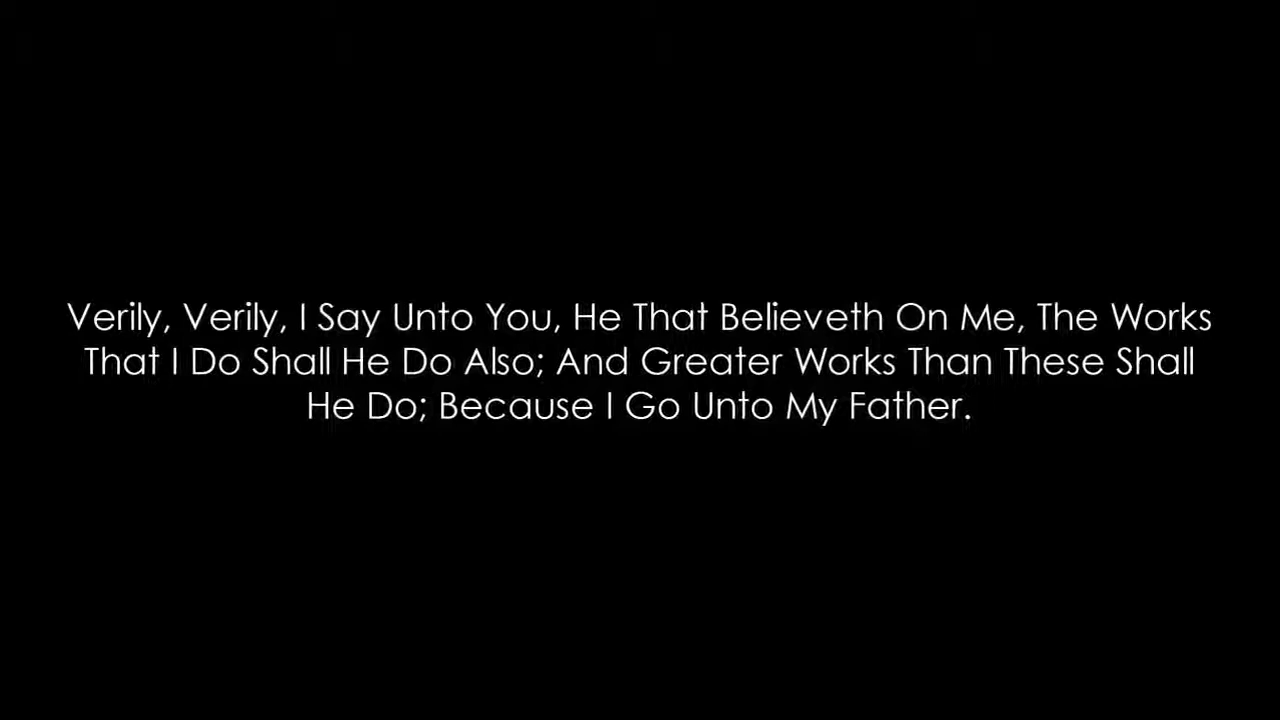 Verily, Verily, I Say Unto You, He That Believeth On Me, The Works
That I Do Shall He Do Also; And Greater Works Than These Shall
He Do; Because I Go Unto My Father.